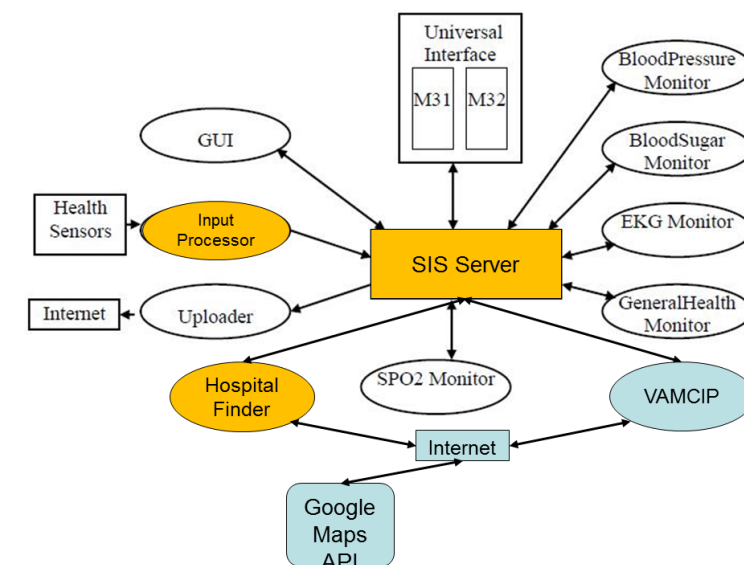 Universal
Interface
M31 M32
BloodPressure
Monitor
GUI
BloodSugar
Monitor
Health
Sensors
Input
Processor
EKG Monitor
SIS Server
Internet
Uploader
GeneralHealth
Monitor
Hospital
Finder
SPO2 Monitor
VAMCIP
Internet
Google
Maps
API